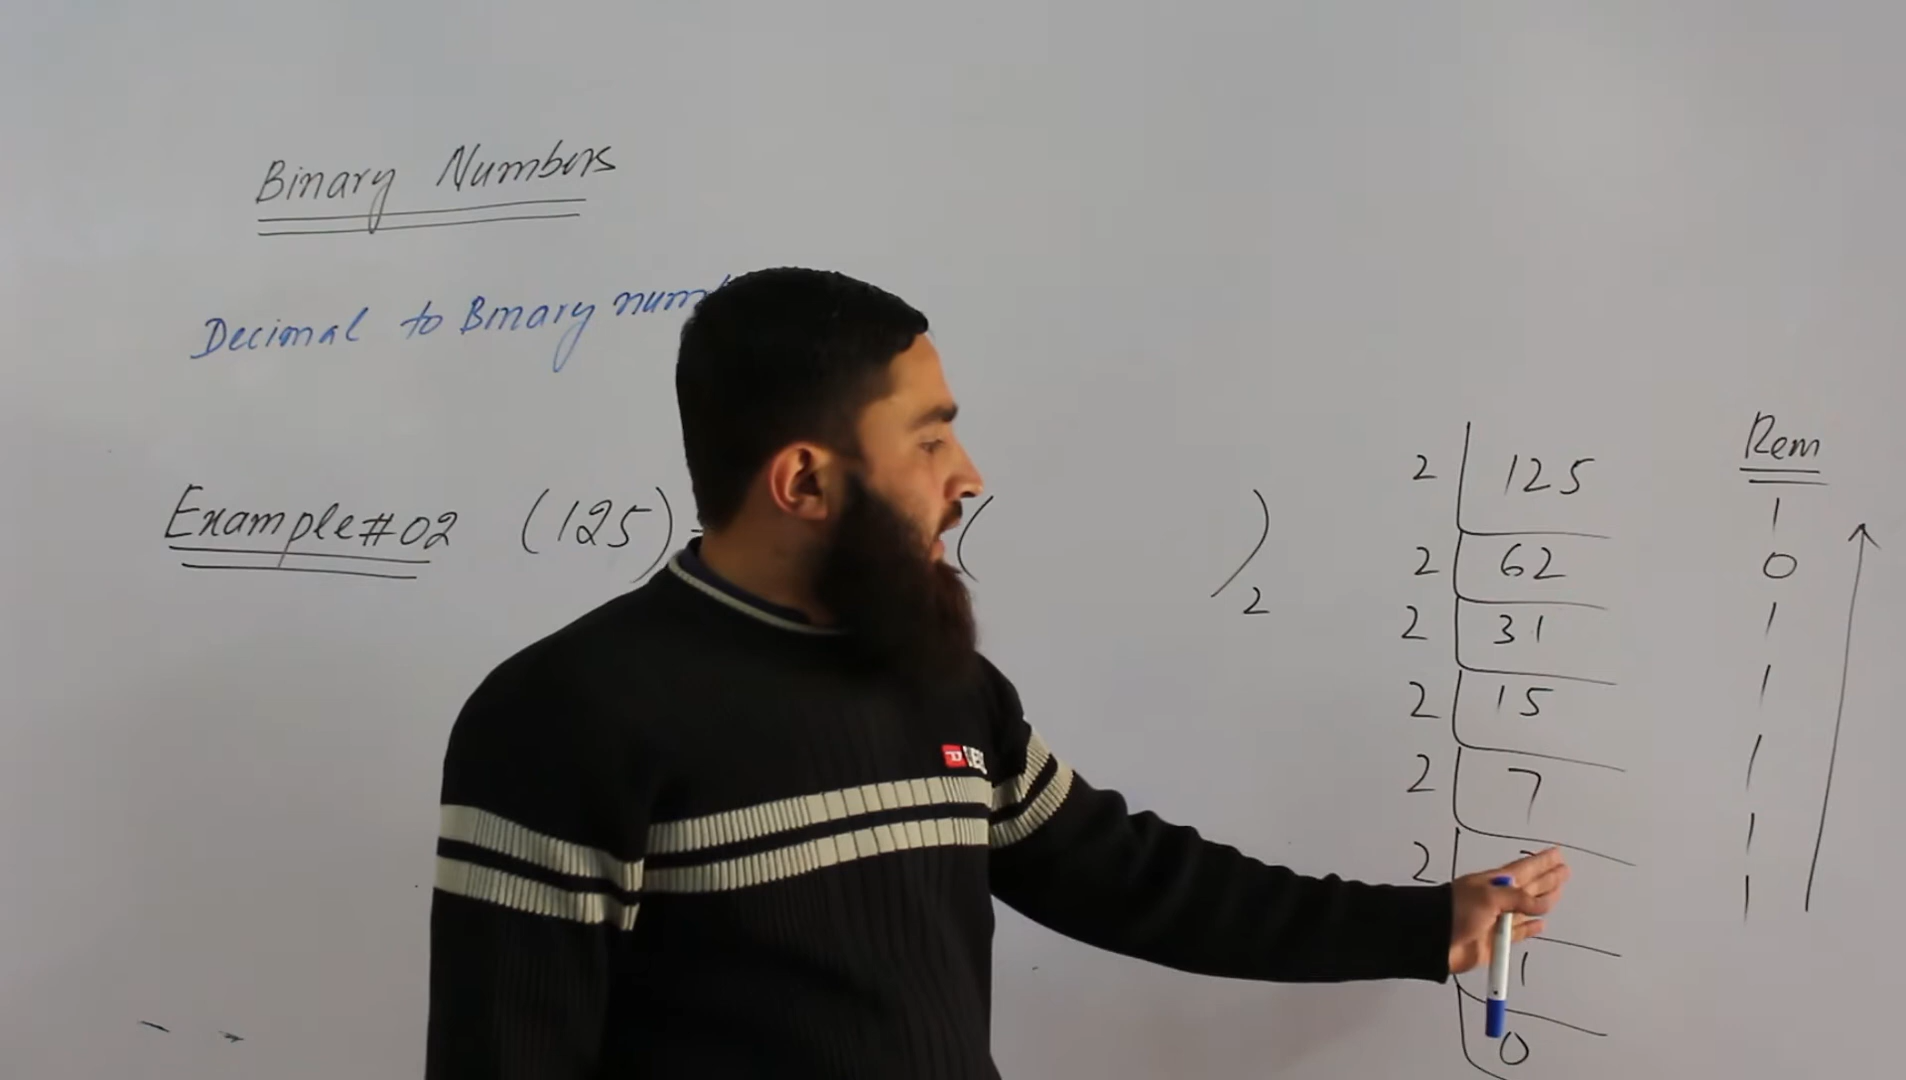 Binary Numbers
Decimal to Binary num
Example#02 (125) ( )2
Rem
2 125 1
2 62 0
2 31 1
2 15 1
2 7 1
2 1
1 1
0